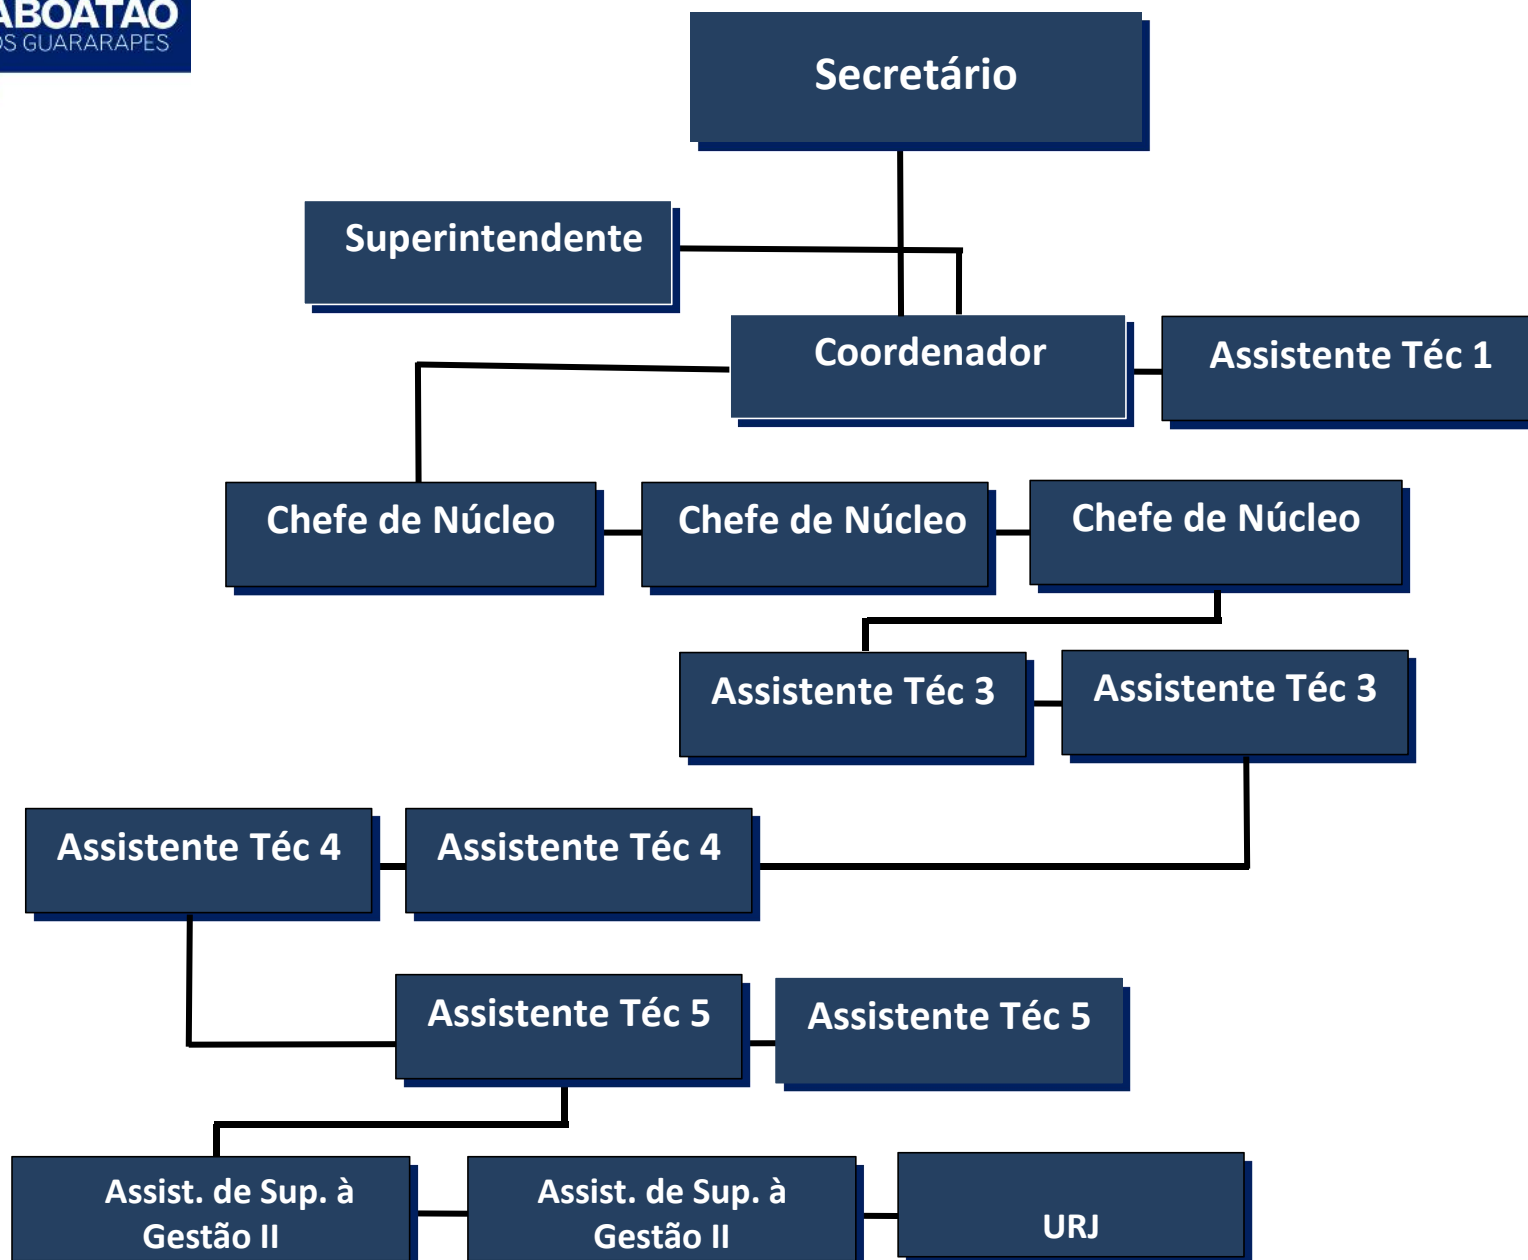 ABOATÃO
OS GUARARAPES
Secretário
Superintendente
Coordenador
Assistente Téc 1
Chefe de Núcleo
Chefe de Núcleo
Chefe de Núcleo
Assistente Téc 3
Assistente Téc 3
Assistente Téc 4
Assistente Téc 4
Assistente Téc 5
Assistente Téc 5
Assist. de Sup. à
Gestão II
Assist. de Sup. à
Gestão II
URJ